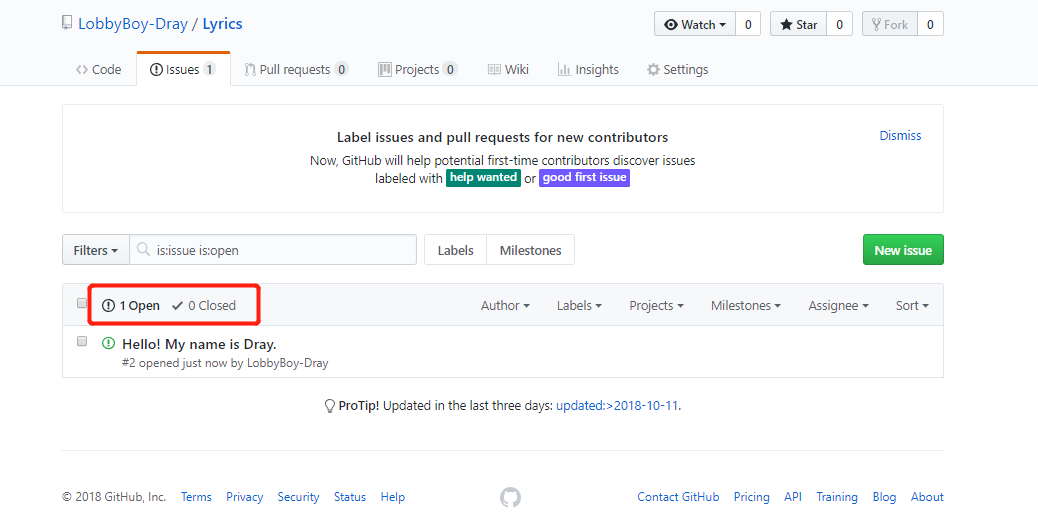 LobbyBoy-Dray / Lyrics
Watch 0 Star 0 Fork 0
Code Issues 1 Pull requests 0 Projects 0 Wiki Insights Settings
Label issues and pull requests for new contributors
Dismiss
Now, GitHub will help potential first-time contributors discover issues
labeled with help wanted or good first issue
Filters is:issue is:open Labels Milestones New issue
1 Open 0 Closed Author Labels Projects Milestones Assignee Sort
Hello! My name is Dray.
#2 opened just now by LobbyBoy-Dray
ProTip! Updated in the last three days: updated:>2018-10-11.
© 2018 GitHub, Inc. Terms Privacy Security Status Help Contact GitHub Pricing API Training Blog About